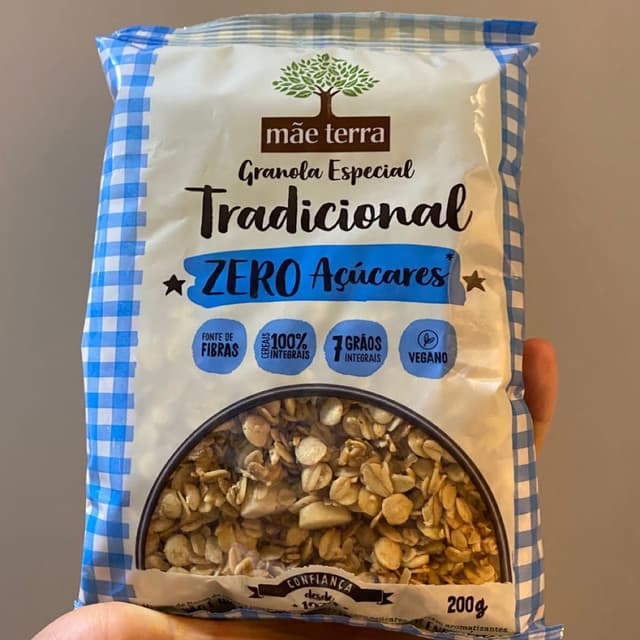 mãe terra
Granola Especial
Tradicional
ZERO Açúcares*
FONTE DE
FIBRAS
CEREAIS 100% INTEGRAIS
7 GRÃOS INTEGRAIS
VEGANO
CONFIANÇA
desde
200g